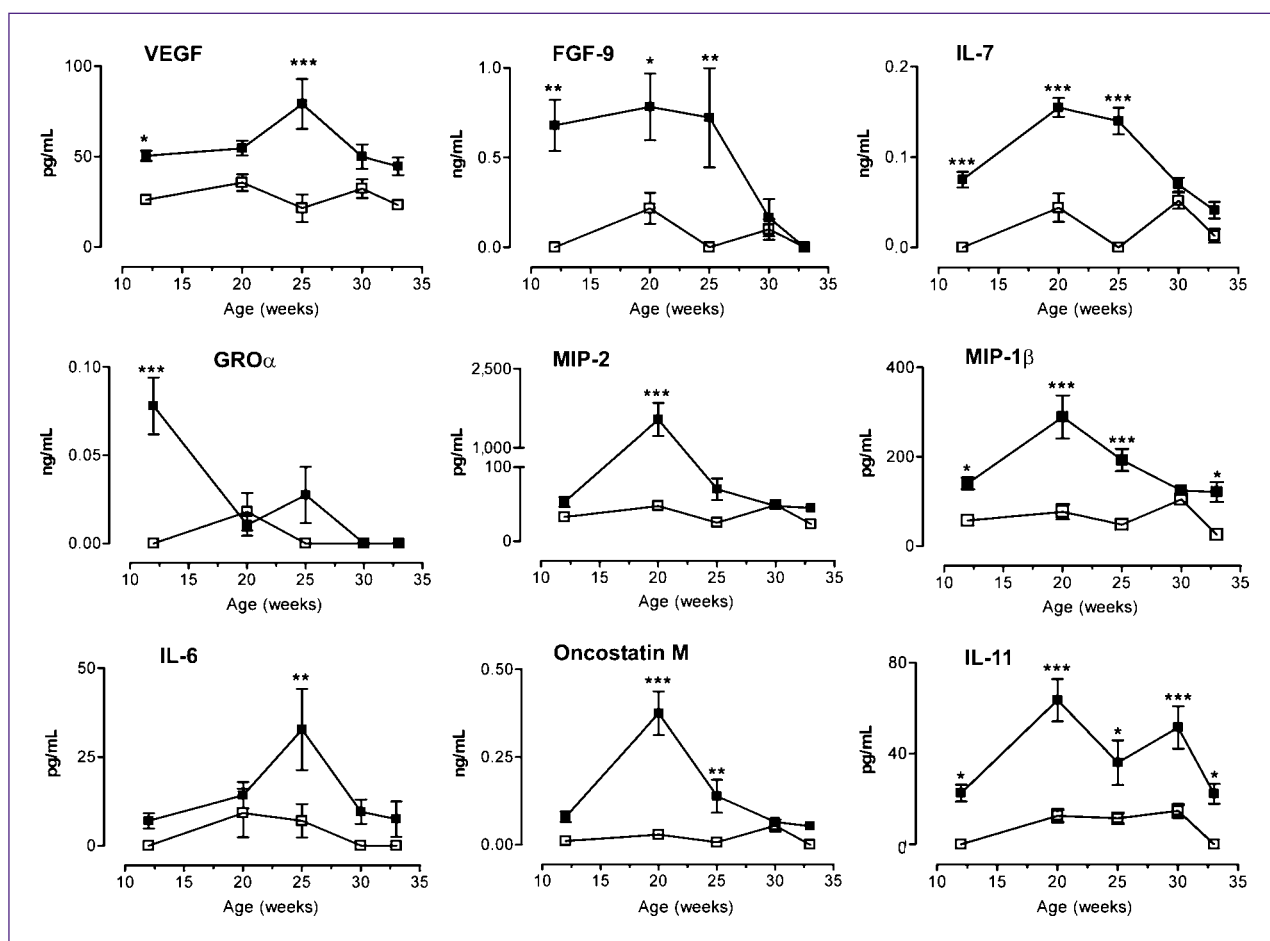 VEGF
100
50
0
pg/mL
*
***
10 15 20 25 30 35
Age (weeks)
FGF-9
1.0
0.5
0.0
ng/mL
**
*
**
10 15 20 25 30 35
Age (weeks)
IL-7
0.2
0.1
0.0
ng/mL
***
***
***
10 15 20 25 30 35
Age (weeks)
GROα
0.10
0.05
0.00
ng/mL
***
10 15 20 25 30 35
Age (weeks)
MIP-2
2,500
1,000
100
0
pg/mL
***
10 15 20 25 30 35
Age (weeks)
MIP-1β
400
200
0
pg/mL
*
***
***
*
10 15 20 25 30 35
Age (weeks)
IL-6
50
25
0
pg/mL
**
10 15 20 25 30 35
Age (weeks)
Oncostatin M
0.50
0.25
0.00
ng/mL
***
**
10 15 20 25 30 35
Age (weeks)
IL-11
80
40
0
pg/mL
*
***
*
***
*
10 15 20 25 30 35
Age (weeks)